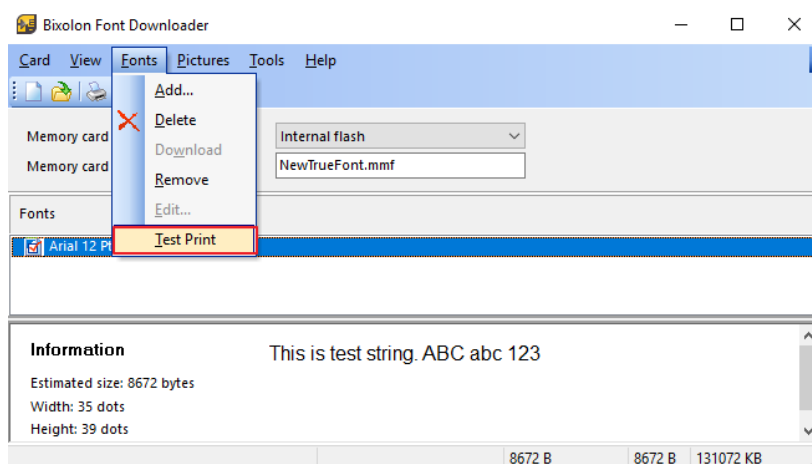 Bixolon Font Downloader
Card View Fonts Pictures Tools Help
Add...
Delete
Download
Remove
Edit...
Test Print
Memory card
Internal flash
Memory card
NewTrueFont.mmf
Fonts
Arial 12 Pt
Information
This is test string. ABC abc 123
Estimated size: 8672 bytes
Width: 35 dots
Height: 39 dots
8672 B 8672 B 131072 KB